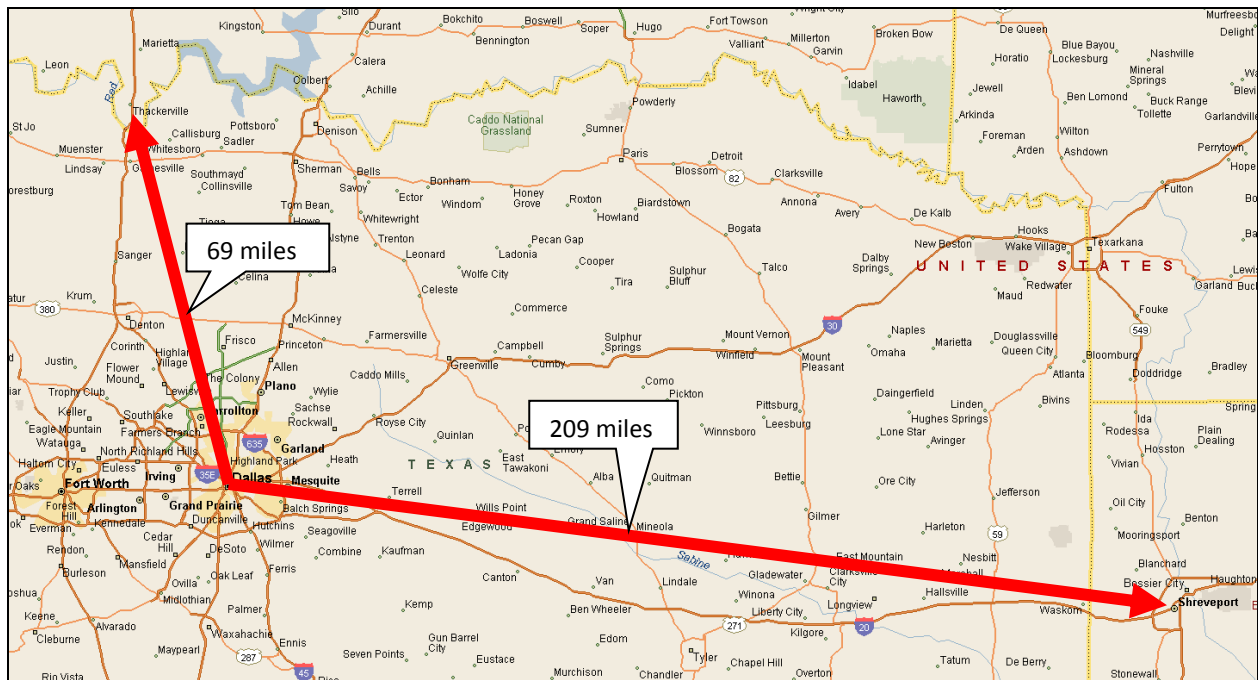 Kingston
Silo
Durant
Bokchito
Boswell
Soper
Hugo
Fort Towson
Wright City
De Queen
Murfreesboro
Delight
Marietta
Bennington
Valliant
Millerton
Garvin
Broken Bow
Blue Bayou
Lockesburg
Nashville
Leon
Calera
Horatio
Mineral
Springs
Red
Colbert
Achille
Idabel
Haworth
Jewell
Ben Lomond
Buck Range
Tollette
Thackerville
Powderly
Arkinda
Garlandville
St Jo
Callisburg
Pottsboro
Denison
Caddo National
Grassland
Sumner
Foreman
Wilton
Sadler
Muenster
Whitesboro
Arden
Ashdown
Perrytown
Lindsay
Gainesville
Sherman
Bells
Paris
Detroit
Hope
Southmayd
Collinsville
Savoy
Bonham
Blossom
82
Clarksville
Fulton
Ector
Windom
Honey
Grove
Roxton
Biardstown
Annona
Avery
De Kalb
Tom Bean
Whitewright
Howland
Tioga
Howe
Bogata
Hooks
Trenton
Pecan Gap
New Boston
Wake Village
Texarkana
69 miles
Leonard
Ladonia
Cooper
Sulphur
Bluff
Talco
Dalby
Springs
UNITED STATES
Sanger
Celina
Wolfe City
Tira
Redwater
Garland
Krum
Celeste
Maud
380
Commerce
Fouke
Denton
McKinney
Farmersville
Mount Vernon
30
Naples
Douglassville
549
Corinth
Frisco
Princeton
Campbell
Sulphur
Springs
Marietta
Queen City
Justin
Highland
Village
Allen
Greenville
Cumby
Winfield
Mount
Pleasant
Omaha
Bloomburg
Flower
Mound
The Colony
Caddo Mills
Como
Atlanta
Doddridge
Bradley
Trophy Club
Plano
Wylie
Pickton
Daingerfield
Keller
Southlake
Carrollton
Sachse
Pittsburg
Linden
Bivins
Spring
Eagle Mountain
Farmers Branch
Rockwall
Royse City
209 miles
Leesburg
Hughes Springs
Ida
Watauga
635
Quinlan
Winnsboro
Lone Star
Avinger
Rodessa
Plain
Dealing
North Richland Hills
Garland
Hosston
Haltom City
Euless
Highland Park
Heath
TEXAS
East
Tawakoni
Emory
Vivian
Irving
35E
Dallas
Mesquite
Alba
Quitman
Bettie
Ore City
Fort Worth
Terrell
Jefferson
Oil City
Arlington
Grand Prairie
Balch Springs
Wills Point
Gilmer
Forest
Hill
Duncanville
Hutchins
Edgewood
Grand Saline
Mineola
Benton
Everman
Kennedale
Seagoville
Harleton
Mooringsport
Rendon
Cedar
Hill
Wilmer
Combine
Kaufman
Sabine
East Mountain
59
Nesbitt
Mansfield
DeSoto
Blanchard
Burleson
Oak Leaf
Ferris
Canton
Van
Lindale
Gladewater
Clarksville
City
Marshall
Bossier City
Haughton
Joshua
Ovilla
Midlothian
Winona
Hallsville
Waskom
Shreveport
Keene
Palmer
Kemp
Ben Wheeler
Liberty City
Longview
Alvarado
Cleburne
Waxahachie
271
20
Kilgore
Ennis
Gun Barrel
City
Edom
Maypearl
287
Seven Points
Eustace
Tyler
Chapel Hill
Tatum
De Berry
Rio Vista
45
Murchison
Chandler
Overton
Stonewall